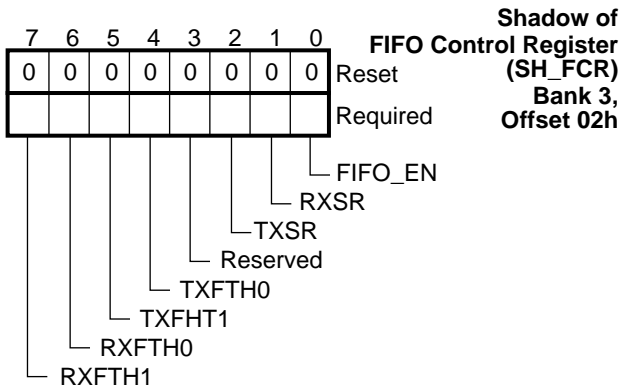 Shadow of
FIFO Control Register
(SH_FCR)
Bank 3,
Offset 02h
7 6 5 4 3 2 1 0
0 0 0 0 0 0 0 0 Reset
Required
FIFO_EN
RXSR
TXSR
Reserved
TXFTH0
TXFHT1
RXFTH0
RXFTH1